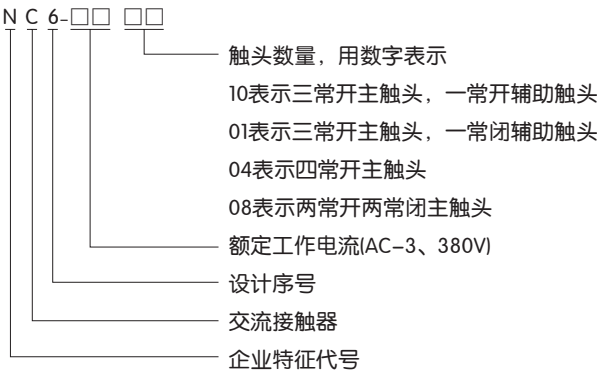 NC6-□□ □□
触头数量，用数字表示
10表示三常开主触头，一常开辅助触头
01表示三常开主触头，一常闭辅助触头
04表示四常开主触头
08表示两常开两常闭主触头
额定工作电流(AC-3、380V)
设计序号
交流接触器
企业特征代号